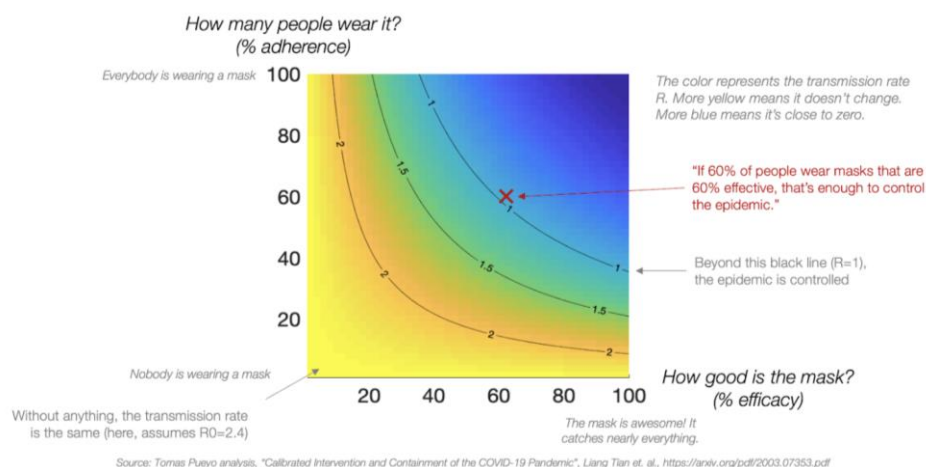 How many people wear it?
(% adherence)
Everybody is wearing a mask
100
80
60
40
20
2
1
1.5
1
1.5
2
1
1.5
2
2
The color represents the transmission rate
R. More yellow means it doesn't change.
More blue means it's close to zero.
"If 60% of people wear masks that are
60% effective, that's enough to control
the epidemic."
Beyond this black line (R=1),
the epidemic is controlled
Nobody is wearing a mask
20
40
60
80
100
How good is the mask?
(% efficacy)
Without anything, the transmission rate
is the same (here, assumes R0=2.4)
The mask is awesome! It
catches nearly everything.
Source: Tomas Pueyo analysis, "Calibrated Intervention and Containment of the COVID-19 Pandemic", Liang Tian et. al., https://arxiv.org/pdf/2003.07353.pdf